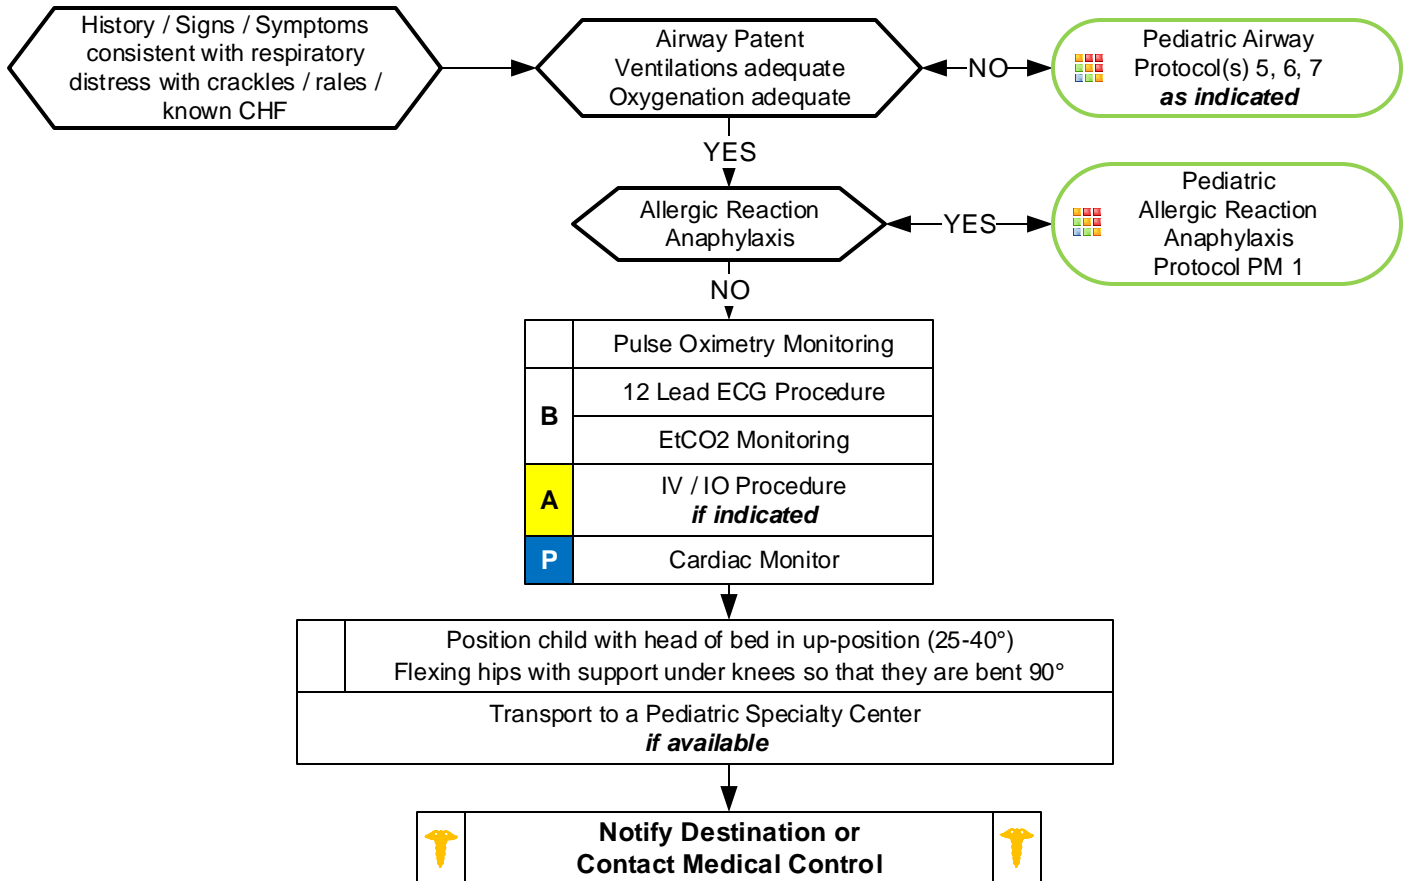 History / Signs / Symptoms
consistent with respiratory
distress with crackles / rales /
known CHF
Airway Patent
Ventilations adequate
Oxygenation adequate
NO
Pediatric Airway
Protocol(s) 5, 6, 7
as indicated
YES
Allergic Reaction
Anaphylaxis
YES
Pediatric
Allergic Reaction
Anaphylaxis
Protocol PM 1
NO
Pulse Oximetry Monitoring
B
12 Lead ECG Procedure
EtCO2 Monitoring
A
IV / IO Procedure
if indicated
P
Cardiac Monitor
Position child with head of bed in up-position (25-40°)
Flexing hips with support under knees so that they are bent 90°
Transport to a Pediatric Specialty Center
if available
Notify Destination or
Contact Medical Control